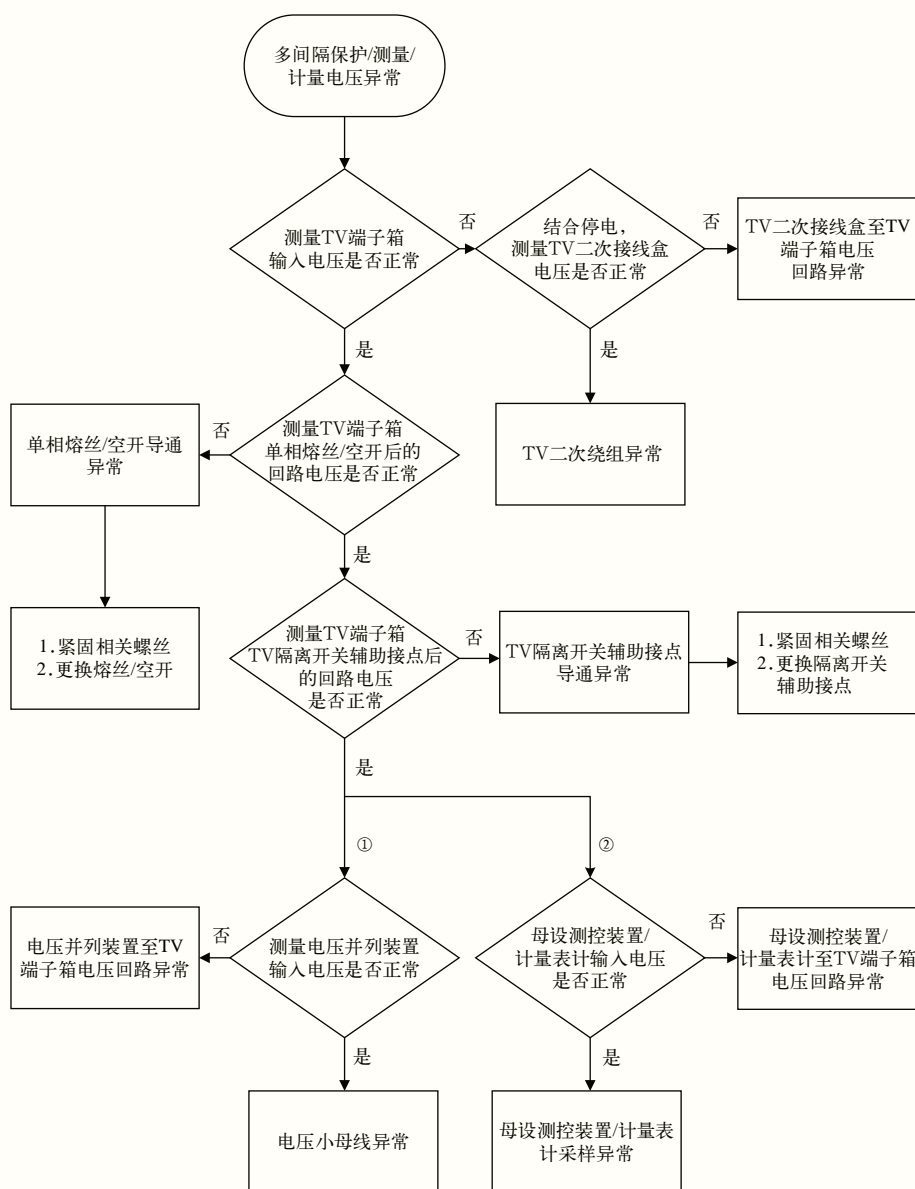 多间隔保护/测量/
计量电压异常
测量TV端子箱
输入电压是否正常
否
结合停电，
测量TV二次接线盒
电压是否正常
否
TV二次接线盒至TV
端子箱电压
回路异常
是
是
单相熔丝/空开导通
异常
否
测量TV端子箱
单相熔丝/空开后的
回路电压是否正常
TV二次绕组异常
是
1.紧固相关螺丝
2.更换熔丝/空开
测量TV端子箱
TV隔离开关辅助接点后
的回路电压
是否正常
否
TV隔离开关辅助接点
导通异常
1.紧固相关螺丝
2.更换隔离开关
辅助接点
是
①
②
电压并列装置至TV
端子箱电压回路异常
否
测量电压并列装置
输入电压是否正常
母设测控装置/
计量表计输入电压
是否正常
否
母设测控装置/
计量表计至TV端子箱
电压回路异常
是
是
电压小母线异常
母设测控装置/计量表
计采样异常